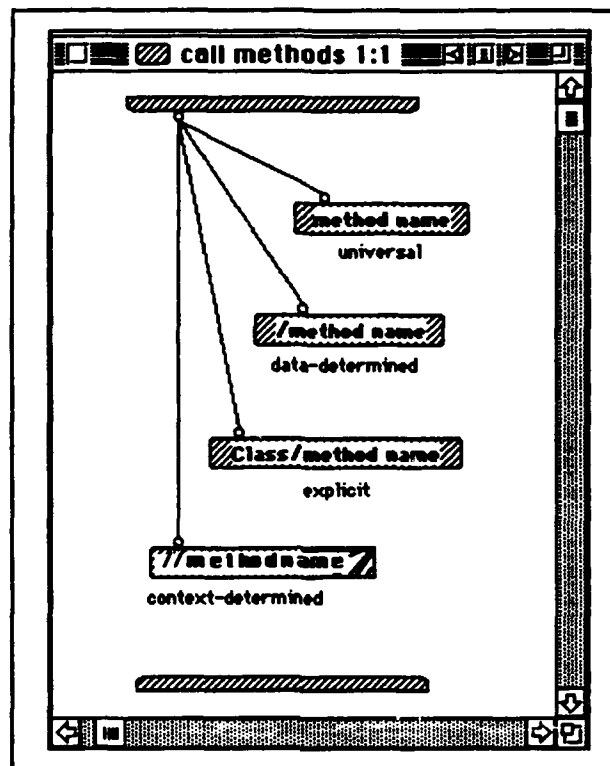 call methods 1:1
method name
universal
/method name
data-determined
Class/method name
explicit
//methodname
context-determined